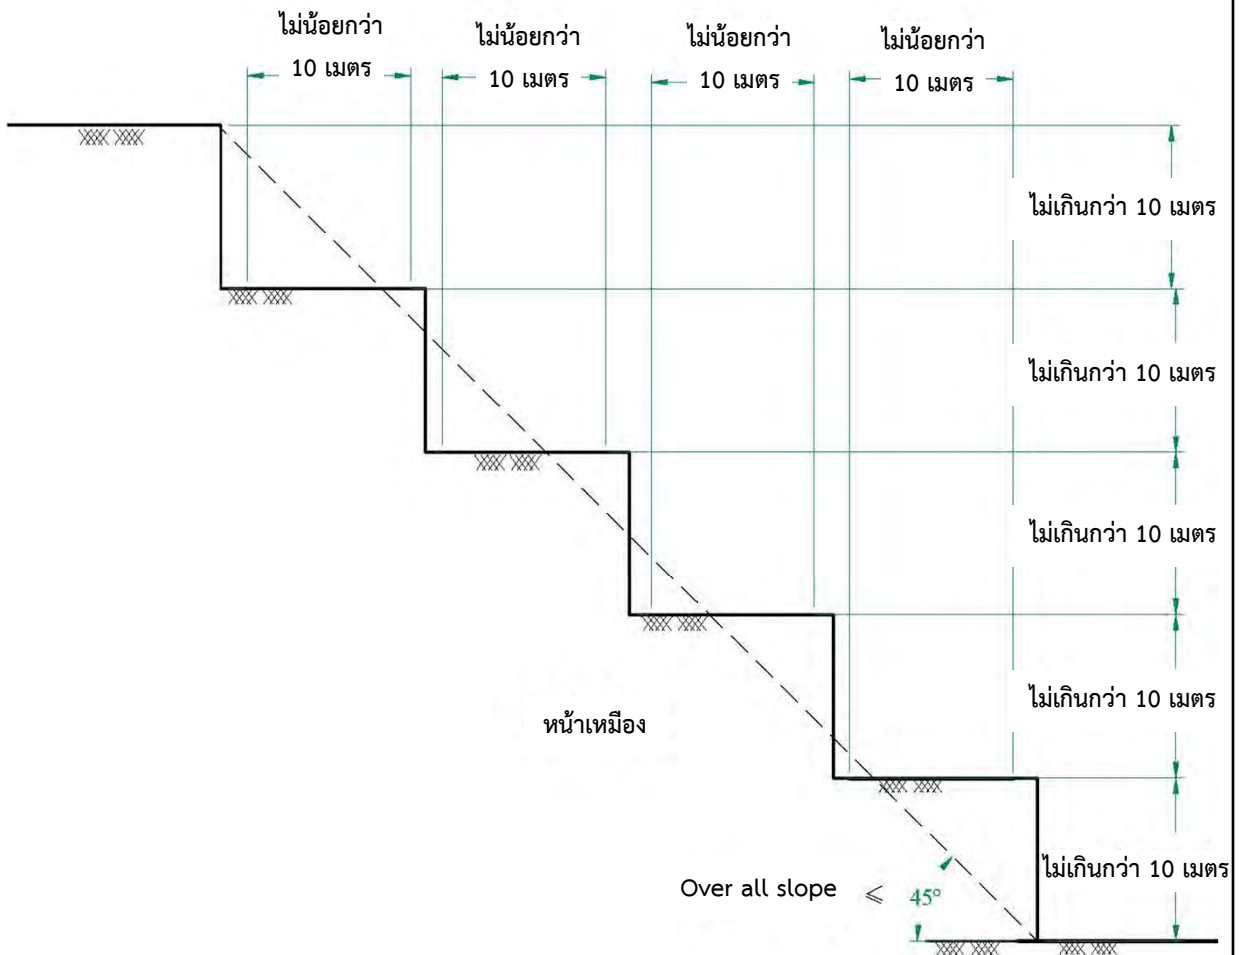 ไม่น้อยกว่า
10 เมตร
ไม่น้อยกว่า
10 เมตร
ไม่น้อยกว่า
10 เมตร
ไม่น้อยกว่า
10 เมตร
ไม่เกินกว่า 10 เมตร
ไม่เกินกว่า 10 เมตร
ไม่เกินกว่า 10 เมตร
ไม่เกินกว่า 10 เมตร
หน้าเหมือง
ไม่เกินกว่า 10 เมตร
Over all slope ⩽ 45°